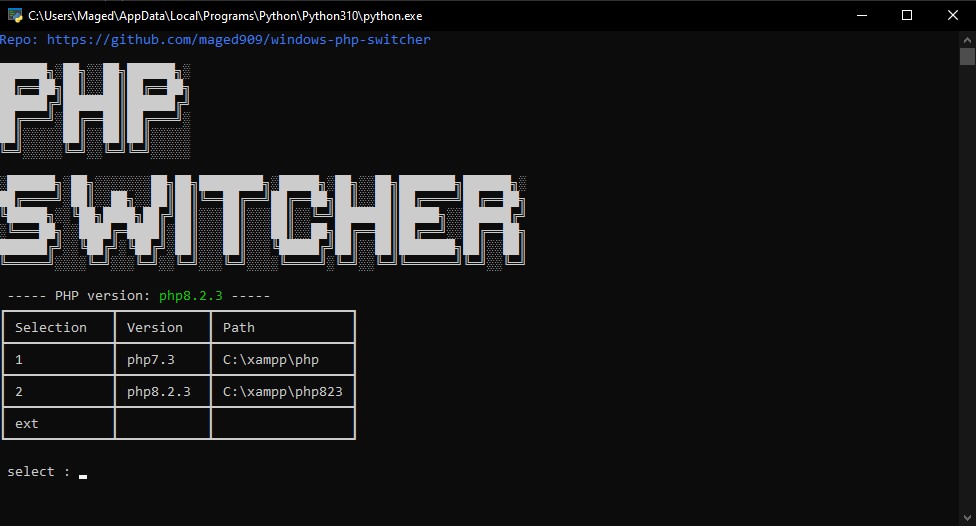 C:\Users\Maged\AppData\Local\Programs\Python\Python310\python.exe
Repo: https://github.com/maged909/windows-php-switcher
PHP
SWITCHER
----- PHP version: php8.2.3 -----
Selection Version Path
1 php7.3 C:\xampp\php
2 php8.2.3 C:\xampp\php823
ext
select :